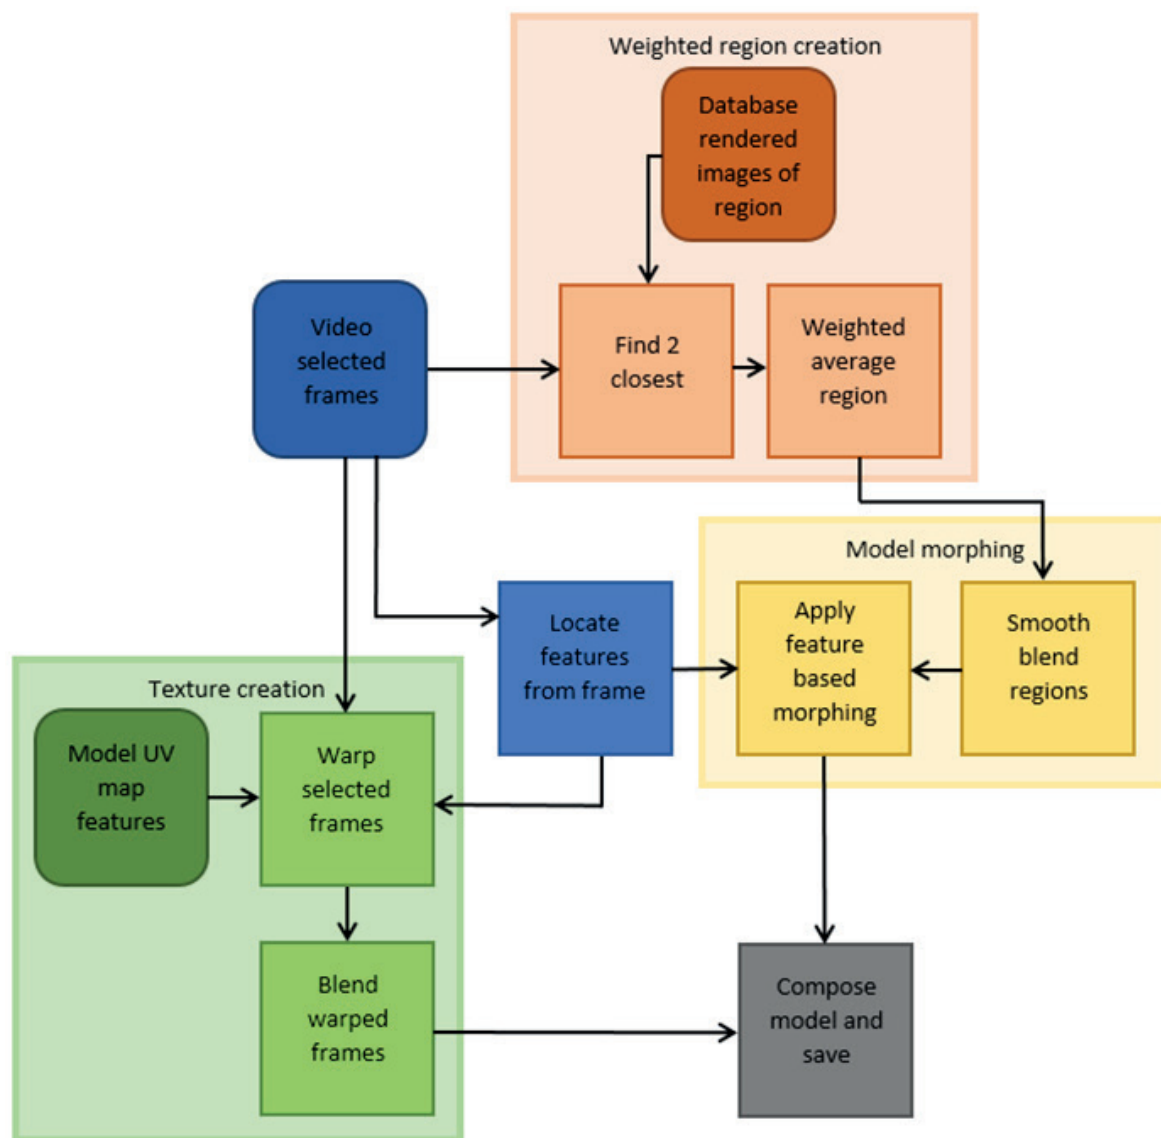 Weighted region creation
Database
rendered
images of
region
Video
selected
frames
Find 2
closest
Weighted
average
region
Model morphing
Locate
features
from frame
Apply
feature
based
morphing
Smooth
blend
regions
Texture creation
Model UV
map
features
Warp
selected
frames
Blend
warped
frames
Compose
model and
save